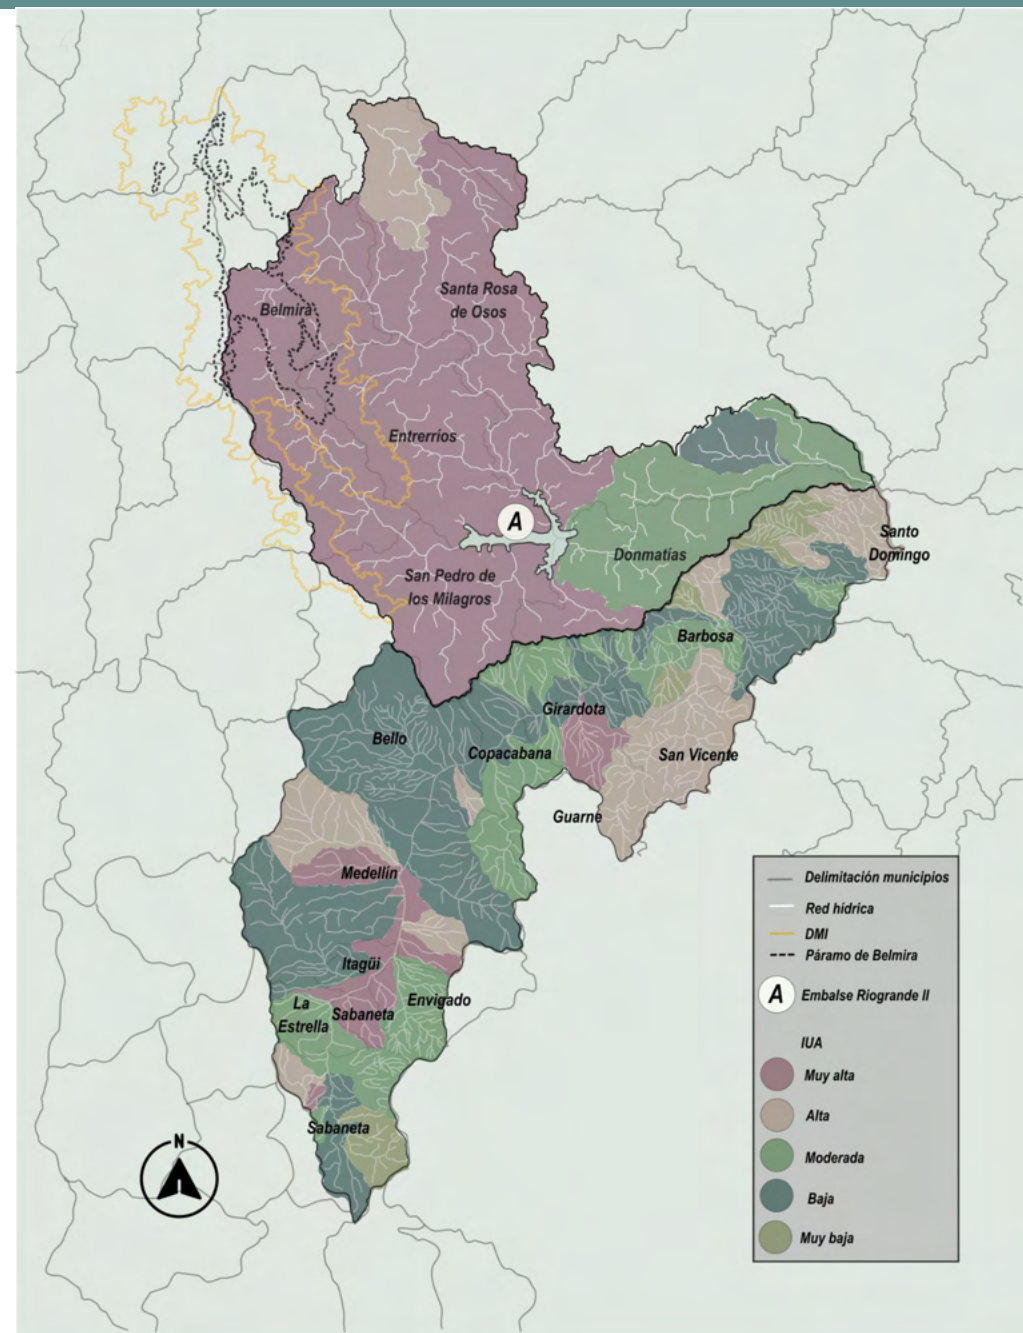 Belmira
Santa Rosa
de Osos
Entrerríos
A
San Pedro de
los Milagros
Donmatías
Santo
Domingo
Barbosa
Girardota
Bello
Copacabana
San Vicente
Guarne
Medellín
Itagüi
La
Estrella
Sabaneta
Envigado
Sabaneta
N
Delimitación municipios
Red hídrica
DMI
Páramo de Belmira
A Embalse Riogrande II
IUA
Muy alta
Alta
Moderada
Baja
Muy baja